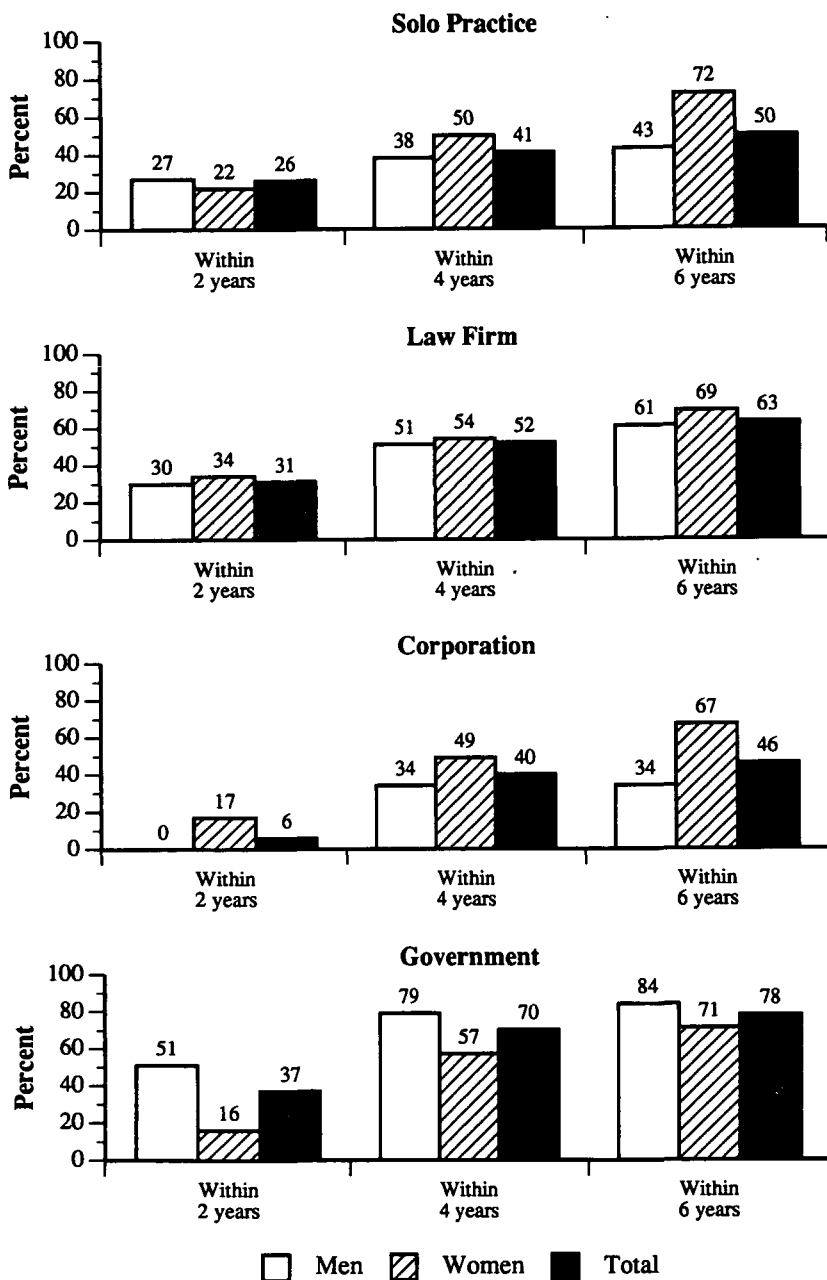 Solo Practice
Percent
100
80
60
40
20
0
27 22 26
38 50 41
43 72 50
Within 2 years
Within 4 years
Within 6 years
Law Firm
Percent
100
80
60
40
20
0
30 34 31
51 54 52
61 69 63
Within 2 years
Within 4 years
Within 6 years
Corporation
Percent
100
80
60
40
20
0
0 17 6
34 49 40
34 67 46
Within 2 years
Within 4 years
Within 6 years
Government
Percent
100
80
60
40
20
0
51 16 37
79 57 70
84 71 78
Within 2 years
Within 4 years
Within 6 years
Men Women Total